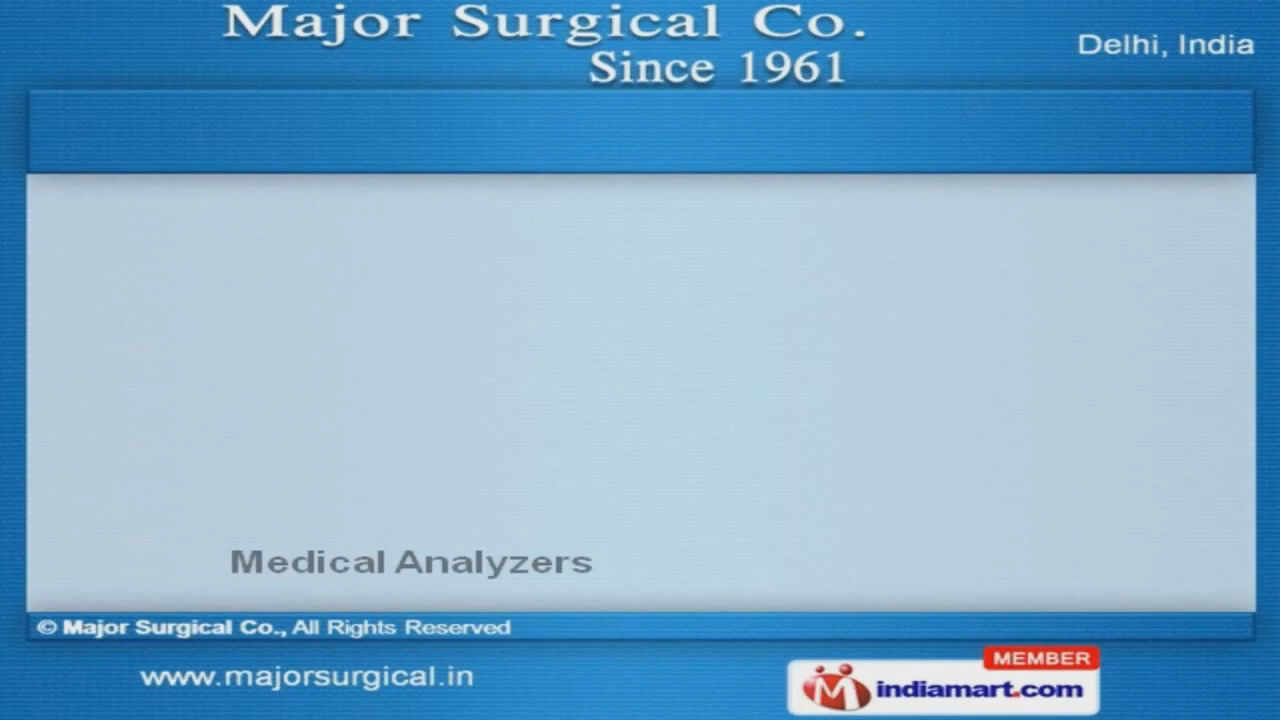 Major Surgical Co.
Since 1961
Delhi, India
Medical Analyzers
© Major Surgical Co., All Rights Reserved
www.majorsurgical.in
MEMBER
indiamart.com